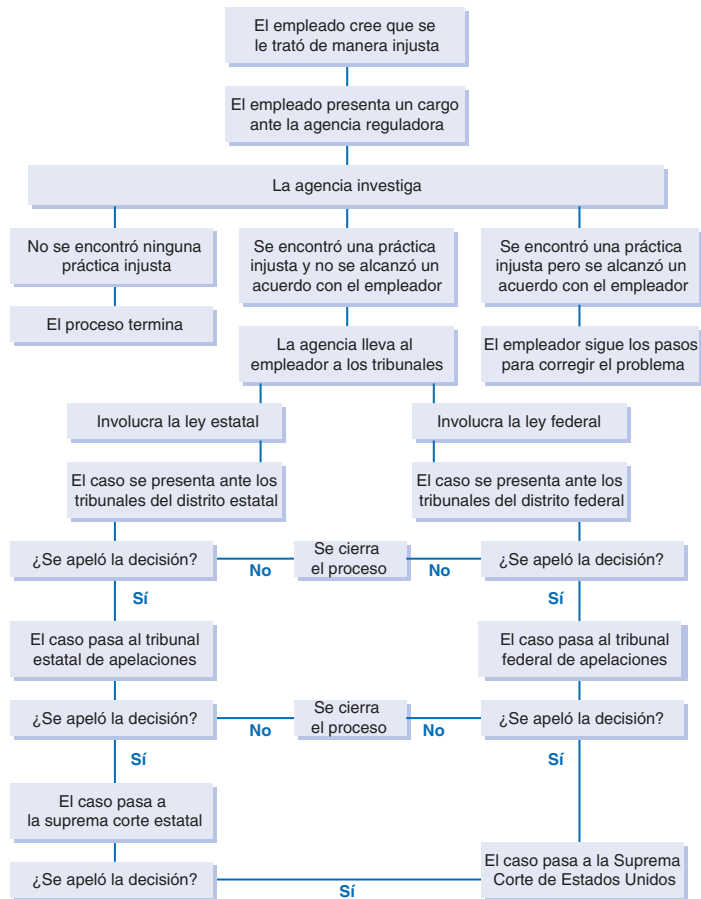 El empleado cree que se
le trató de manera injusta
El empleado presenta un cargo
ante la agencia reguladora
La agencia investiga
No se encontró ninguna
práctica injusta
Se encontró una práctica
injusta y no se alcanzó un
acuerdo con el empleador
Se encontró una práctica
injusta pero se alcanzó un
acuerdo con el empleador
El proceso termina
La agencia lleva al
empleador a los tribunales
El empleador sigue los pasos
para corregir el problema
Involucra la ley estatal
Involucra la ley federal
El caso se presenta ante los
tribunales del distrito estatal
El caso se presenta ante los
tribunales del distrito federal
¿Se apeló la decisión?
No
Se cierra
el proceso
No
¿Se apeló la decisión?
Sí
Sí
El caso pasa al tribunal
estatal de apelaciones
El caso pasa al tribunal
federal de apelaciones
¿Se apeló la decisión?
No
Se cierra
el proceso
No
¿Se apeló la decisión?
Sí
Sí
El caso pasa a
la suprema corte estatal
¿Se apeló la decisión?
Sí
El caso pasa a la Suprema
Corte de Estados Unidos